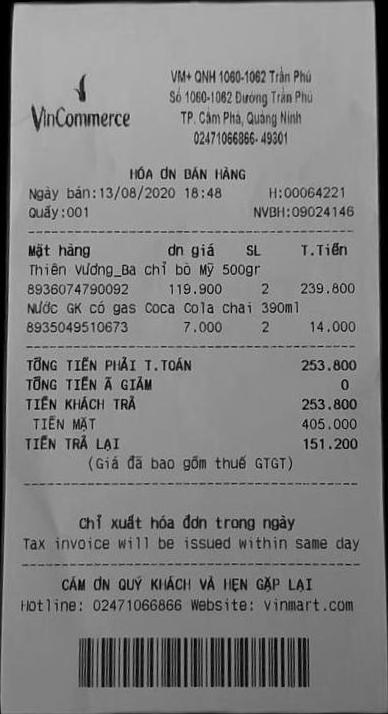 VinCommerce
VM+ QNH 1060-1062 Trần Phú
Số 1060-1062 Đường Trần Phú
TP. Cẩm Phả, Quảng Ninh
02471066866- 49301
HÓA ƠN BÁN HÀNG
Ngày bán:13/08/2020 18:48 H:00064221
Quầy:001 NVBH:09024146
Mặt hàng ơn giá SL T.Tiền
Thiên Vương_Ba chỉ bò Mỹ 500gr
8936074790092 119.900 2 239.800
Nước GK có gas Coca Cola chai 390ml
8935049510673 7.000 2 14.000
TỔNG TIỀN PHẢI T.TOÁN 253.800
TỔNG TIỀN Ã GIẢM 0
TIỀN KHÁCH TRẢ 253.800
TIỀN MẶT 405.000
TIỀN TRẢ LẠI 151.200
(Giá đã bao gồm thuế GTGT)
Chỉ xuất hóa đơn trong ngày
Tax invoice will be issued within same day
CẢM ƠN QUÝ KHÁCH VÀ HẸN GẶP LẠI
Hotline: 02471066866 Website: vinmart.com